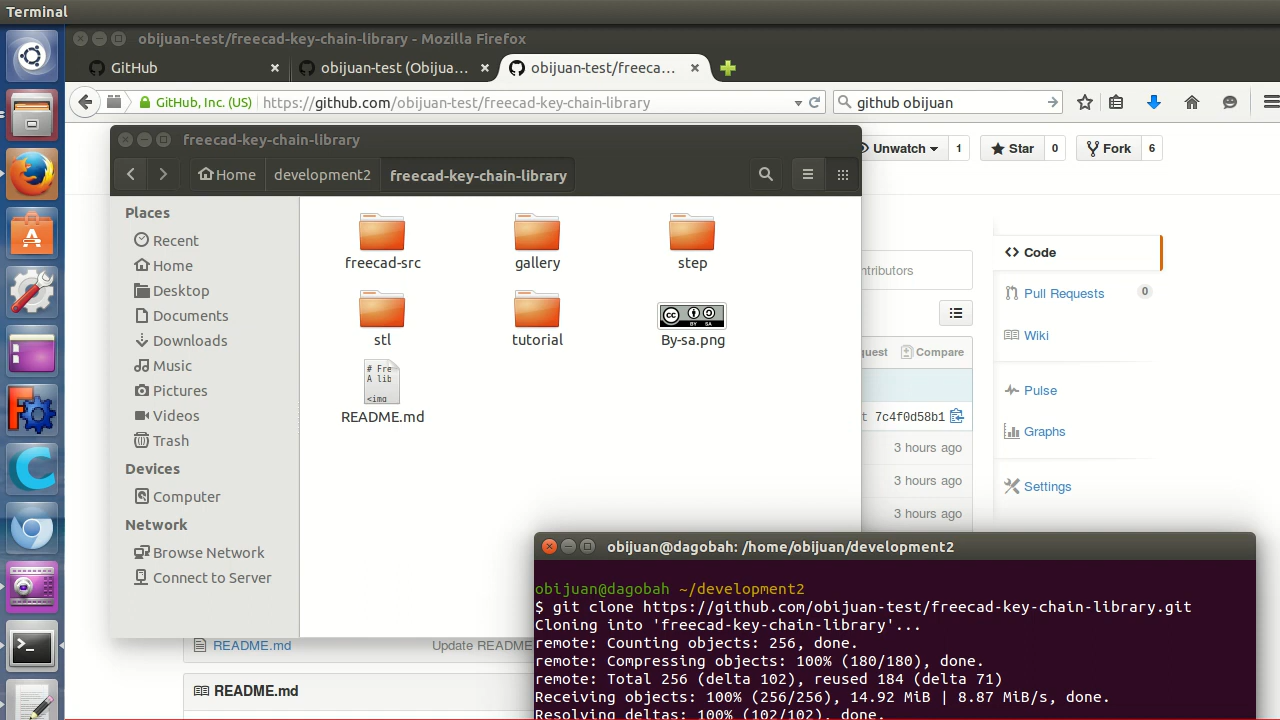 Terminal
obijuan-test/freecad-key-chain-library - Mozilla Firefox
GitHub
obijuan-test (Obijua...
obijuan-test/freeca...
GitHub, Inc. (US)
https://github.com/obijuan-test/freecad-key-chain-library
github obijuan
freecad-key-chain-library
Unwatch
1
Star
0
Fork
6
Home
development2
freecad-key-chain-library
Places
Recent
Home
Desktop
Documents
Downloads
Music
Pictures
Videos
Trash
Devices
Computer
Network
Browse Network
Connect to Server
freecad-src
gallery
step
stl
tutorial
By-sa.png
cc
BY SA
# Fre
A lib
<img
README.md
ntributors
quest
Compare
t 7c4f0d58b1
3 hours ago
3 hours ago
3 hours ago
Code
Pull Requests
0
Wiki
Pulse
Graphs
Settings
README.md
Update README
README.md
obijuan@dagobah: /home/obijuan/development2
obijuan@dagobah ~/development2
$ git clone https://github.com/obijuan-test/freecad-key-chain-library.git
Cloning into 'freecad-key-chain-library'...
remote: Counting objects: 256, done.
remote: Compressing objects: 100% (180/180), done.
remote: Total 256 (delta 102), reused 184 (delta 71)
Receiving objects: 100% (256/256), 14.92 MiB | 8.87 MiB/s, done.
Resolving deltas: 100% (102/102), done.